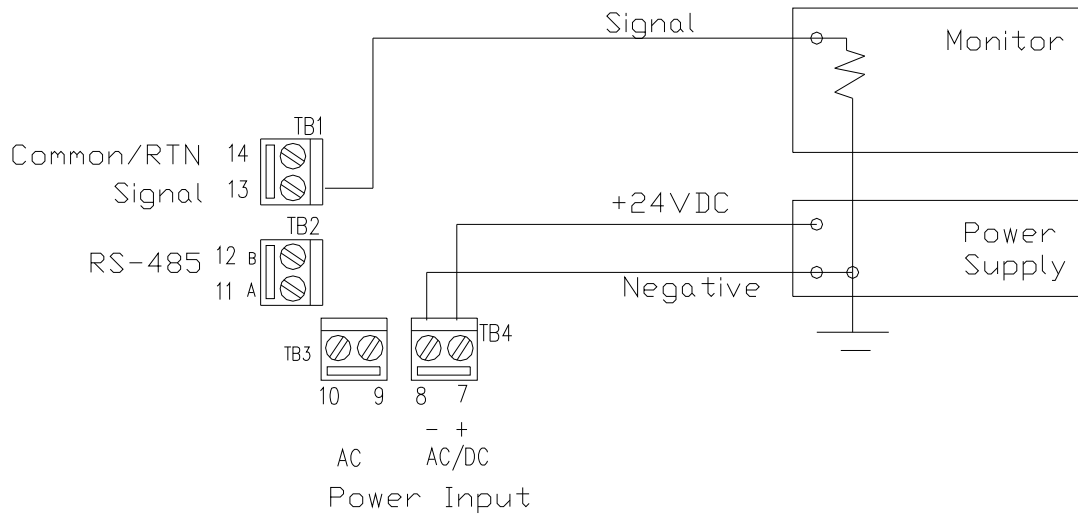 Signal
Monitor
TB1
Common/RTN 14
Signal 13
+24VDC
TB2
Power
Supply
RS-485 12 B
11 A
Negative
TB3
TB4
10 9 8 7
- +
AC AC/DC
Power Input